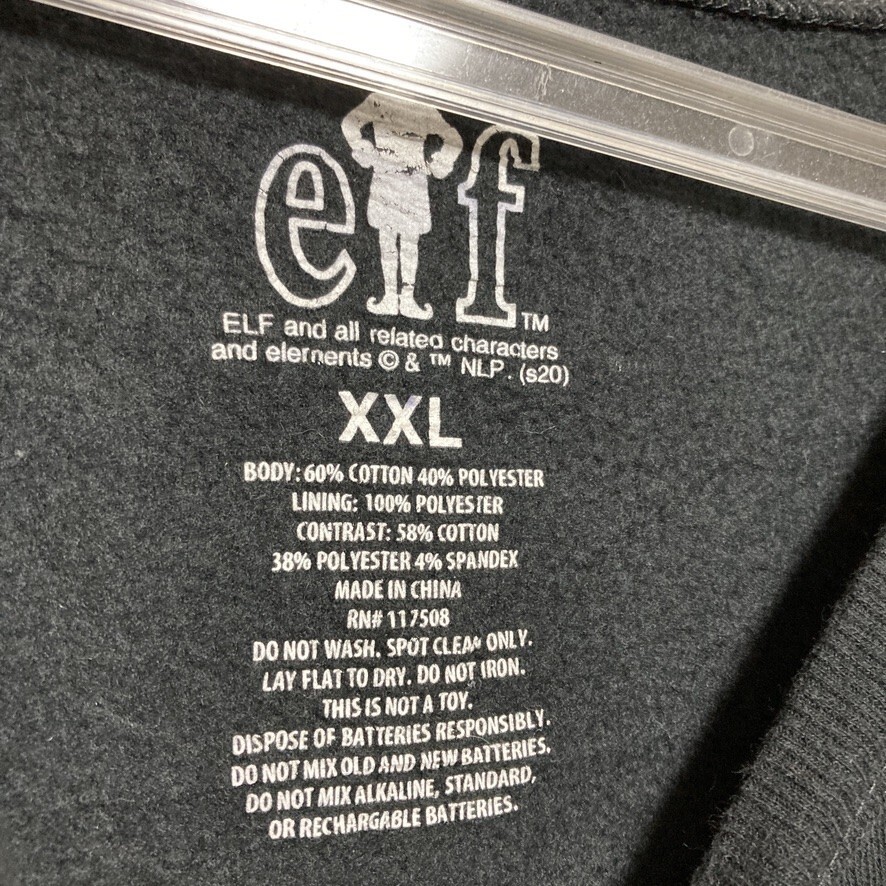 elf TM
ELF and all related characters
and elements © & ™ NLP. (s20)
XXL
BODY: 60% COTTON 40% POLYESTER
LINING: 100% POLYESTER
CONTRAST: 58% COTTON
38% POLYESTER 4% SPANDEX
MADE IN CHINA
RN# 117508
DO NOT WASH. SPOT CLEAN ONLY.
LAY FLAT TO DRY. DO NOT IRON.
THIS IS NOT A TOY.
DISPOSE OF BATTERIES RESPONSIBLY.
DO NOT MIX OLD AND NEW BATTERIES.
DO NOT MIX ALKALINE, STANDARD,
OR RECHARGABLE BATTERIES.